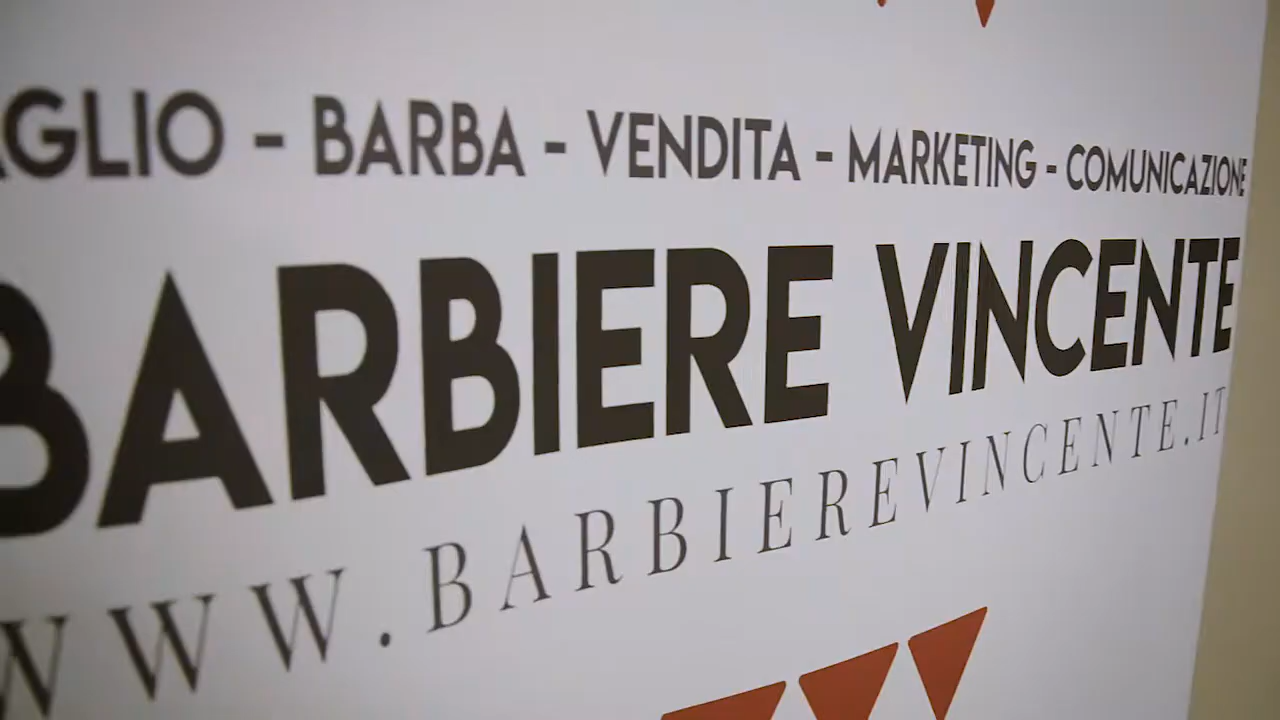 AGLIO - BARBA - VENDITA - MARKETING - COMUNICAZIONE
BARBIERE VINCENTE
WWW.BARBIEREVINCENTE.IT